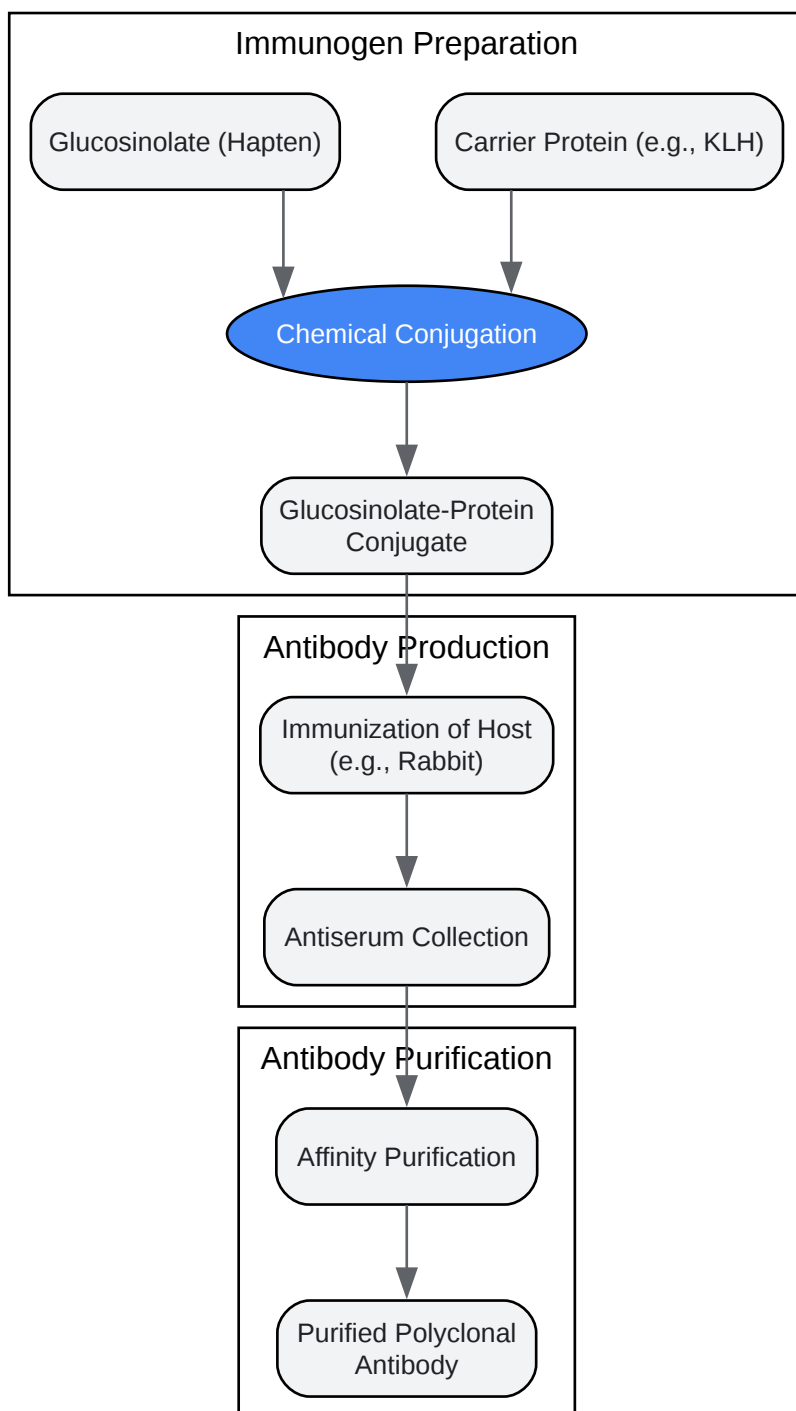 Immunogen Preparation
Glucosinolate (Hapten)
Carrier Protein (e.g., KLH)
Chemical Conjugation
Glucosinolate-Protein
Conjugate
Antibody Production
Immunization of Host
(e.g., Rabbit)
Antiserum Collection
Antibody Purification
Affinity Purification
Purified Polyclonal
Antibody